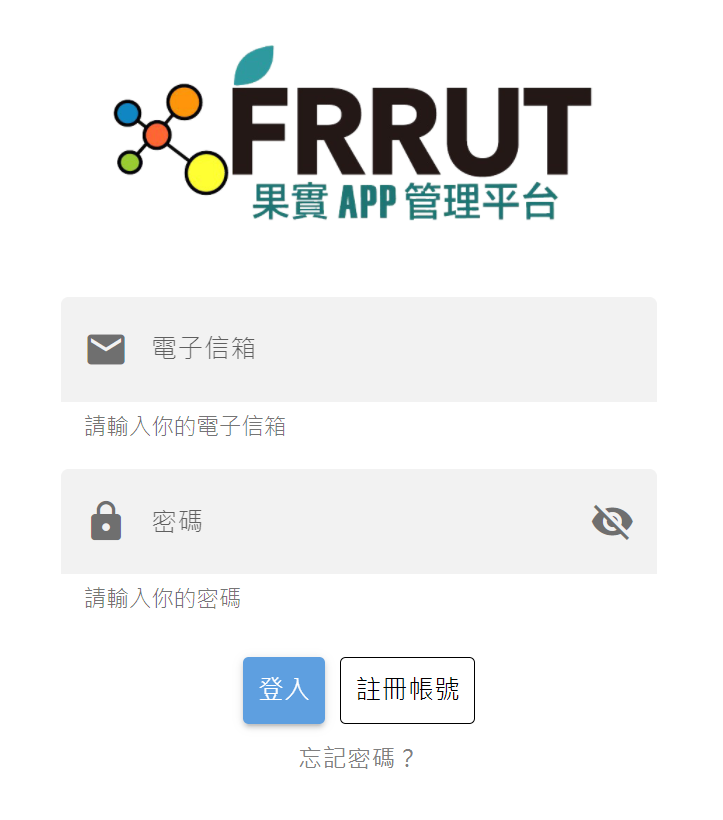 FRRUT
果實 APP 管理平台
電子信箱
請輸入你的電子信箱
密碼
請輸入你的密碼
登入 註冊帳號
忘記密碼？